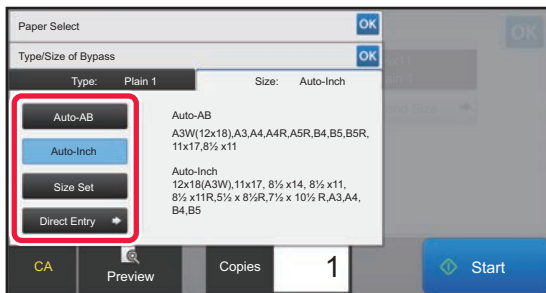 Paper Select
OK
OK
Type/Size of Bypass
OK
Type: Plain 1
Size: Auto-Inch
Auto-AB
Auto-Inch
Size Set
Direct Entry
Auto-AB
A3W(12x18),A3,A4,A4R,A5R,B4,B5,B5R,
11x17,8½ x11
Auto-Inch
12x18(A3W),11x17, 8½ x14, 8½ x11,
8½ x11R,5½ x 8½R,7½ x 10½ R,A3,A4,
B4,B5
CA
Preview
Copies
1
Start